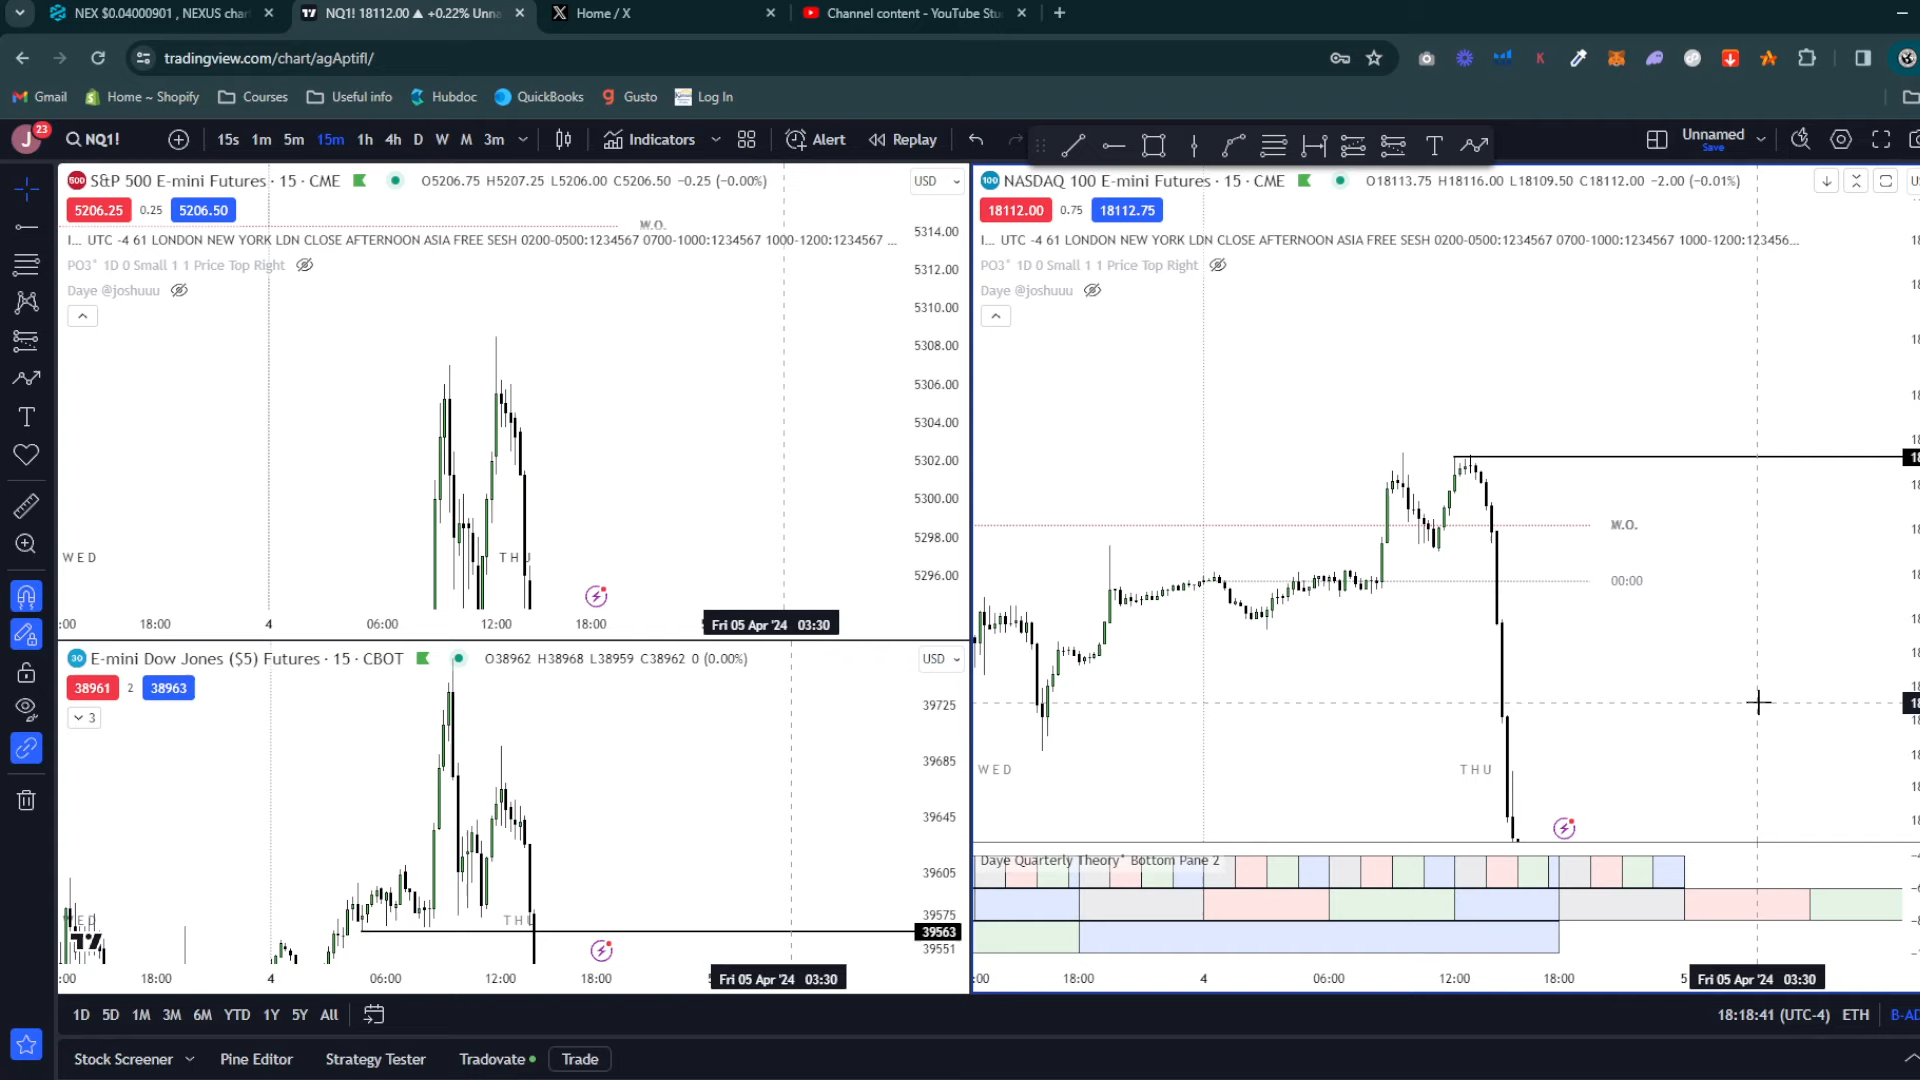 NEX $0.04000901 , NEXUS char
NQ1! 18112.00 ▲ +0.22% Unna
Home / X
Channel content - YouTube Stu
tradingview.com/chart/agAptifl/
Gmail
Home ~ Shopify
Courses
Useful info
Hubdoc
QuickBooks
Gusto
Log In
J
23
NQ1!
15s 1m 5m 15m 1h 4h D W M 3m
Indicators
Alert
Replay
Unnamed
Save
S&P 500 E-mini Futures · 15 · CME
O5206.75 H5207.25 L5206.00 C5206.50 −0.25 (−0.00%)
USD
5206.25 0.25 5206.50
W.O.
I... UTC -4 61 LONDON NEW YORK LDN CLOSE AFTERNOON ASIA FREE SESH 0200-0500:1234567 0700-1000:1234567 1000-1200:1234567 ...
PO3° 1D 0 Small 1 1 Price Top Right
Daye @joshuuu
5314.00
5312.00
5310.00
5308.00
5306.00
5304.00
5302.00
5300.00
5298.00
5296.00
WED
THU
:00 18:00 4 06:00 12:00 18:00
Fri 05 Apr '24 03:30
E-mini Dow Jones ($5) Futures · 15 · CBOT
O38962 H38968 L38959 C38962 0 (0.00%)
USD
38961 2 38963
3
39725
39685
39645
39605
39575
39563
39551
WED
THU
:00 18:00 4 06:00 12:00 18:00
Fri 05 Apr '24 03:30
NASDAQ 100 E-mini Futures · 15 · CME
O18113.75 H18116.00 L18109.50 C18112.00 −2.00 (−0.01%)
18112.00 0.75 18112.75
I... UTC -4 61 LONDON NEW YORK LDN CLOSE AFTERNOON ASIA FREE SESH 0200-0500:1234567 0700-1000:1234567 1000-1200:123456...
PO3° 1D 0 Small 1 1 Price Top Right
Daye @joshuuu
W.O.
00:00
WED
THU
Daye Quarterly Theory° Bottom Pane 2
:00 18:00 4 06:00 12:00 18:00 5
Fri 05 Apr '24 03:30
1D 5D 1M 3M 6M YTD 1Y 5Y All
18:18:41 (UTC-4) ETH B-AD
Stock Screener
Pine Editor
Strategy Tester
Tradovate
Trade